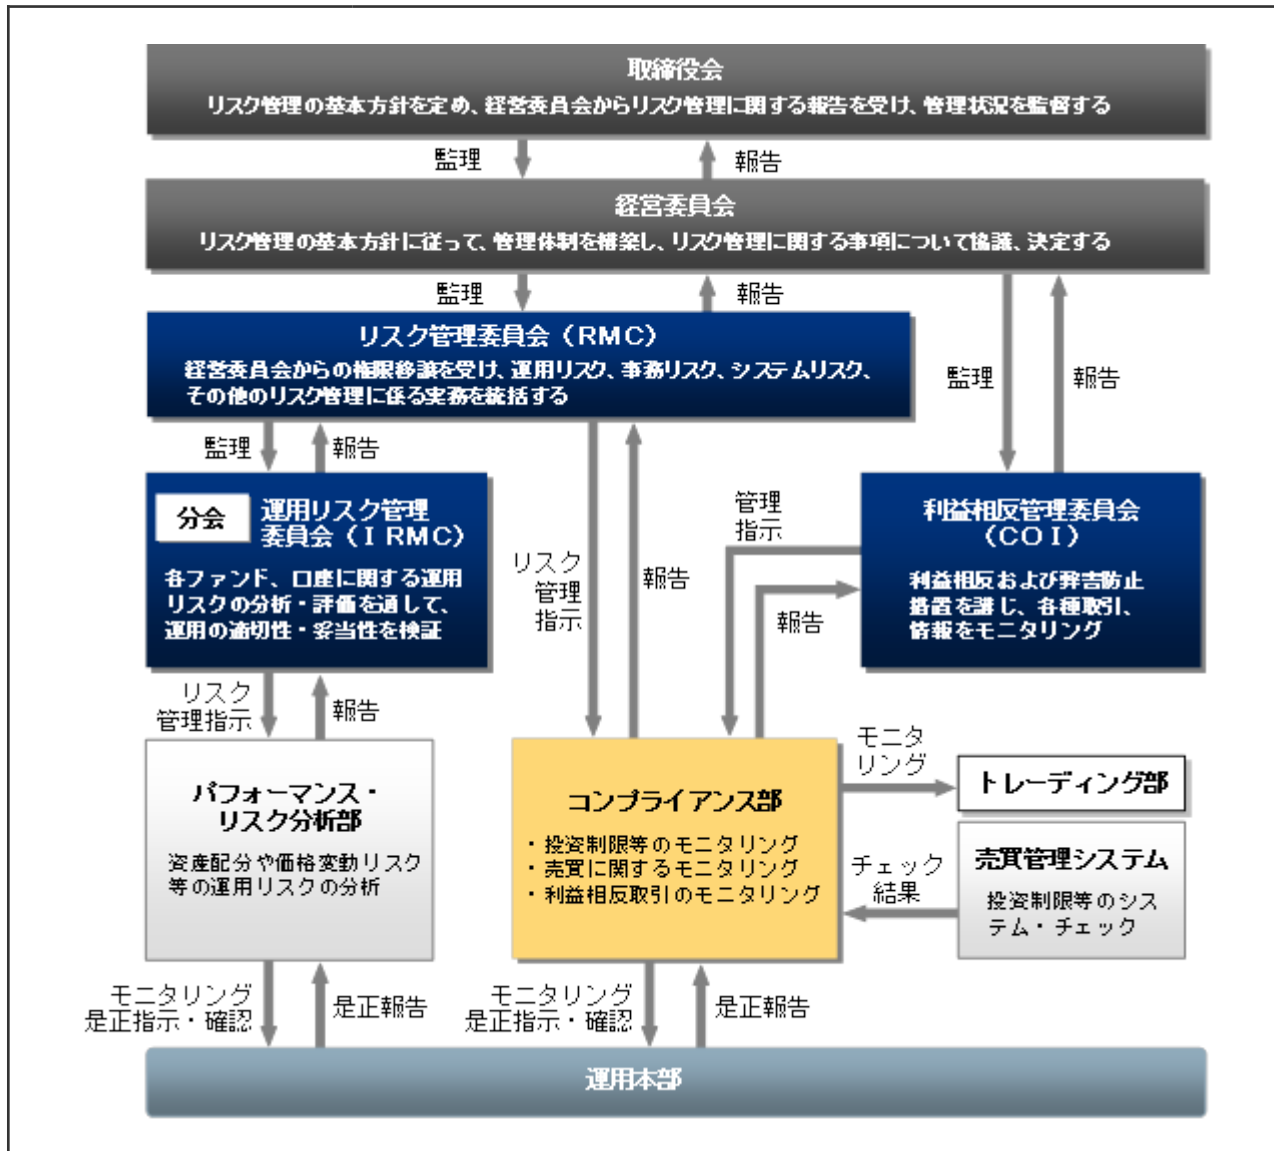 取締役会
リスク管理の基本方針を定め、経営委員会からリスク管理に関する報告を受け、管理状況を監督する
監理
報告
経営委員会
リスク管理の基本方針に従って、管理体制を構築し、リスク管理に関する事項について協議、決定する
監理
報告
リスク管理委員会（RMC）
経営委員会からの権限移譲を受け、運用リスク、事務リスク、システムリスク、
その他のリスク管理に係る実務を統括する
監理
報告
監理
報告
分会
運用リスク管理
委員会（ＩRMC）
各ファンド、口座に関する運用
リスクの分析・評価を通して、
運用の適切性・妥当性を検証
リスク
管理
指示
報告
管理
指示
報告
利益相反管理委員会
（COI）
利益相反および弊害防止
措置を講じ、各種取引、
情報をモニタリング
リスク
管理指示
報告
パフォーマンス・
リスク分析部
資産配分や価格変動リスク
等の運用リスクの分析
コンプライアンス部
・投資制限等のモニタリング
・売買に関するモニタリング
・利益相反取引のモニタリング
モニタ
リング
トレーディング部
チェック
結果
売買管理システム
投資制限等のシス
テム・チェック
モニタリング
是正指示・確認
是正報告
モニタリング
是正指示・確認
是正報告
運用本部